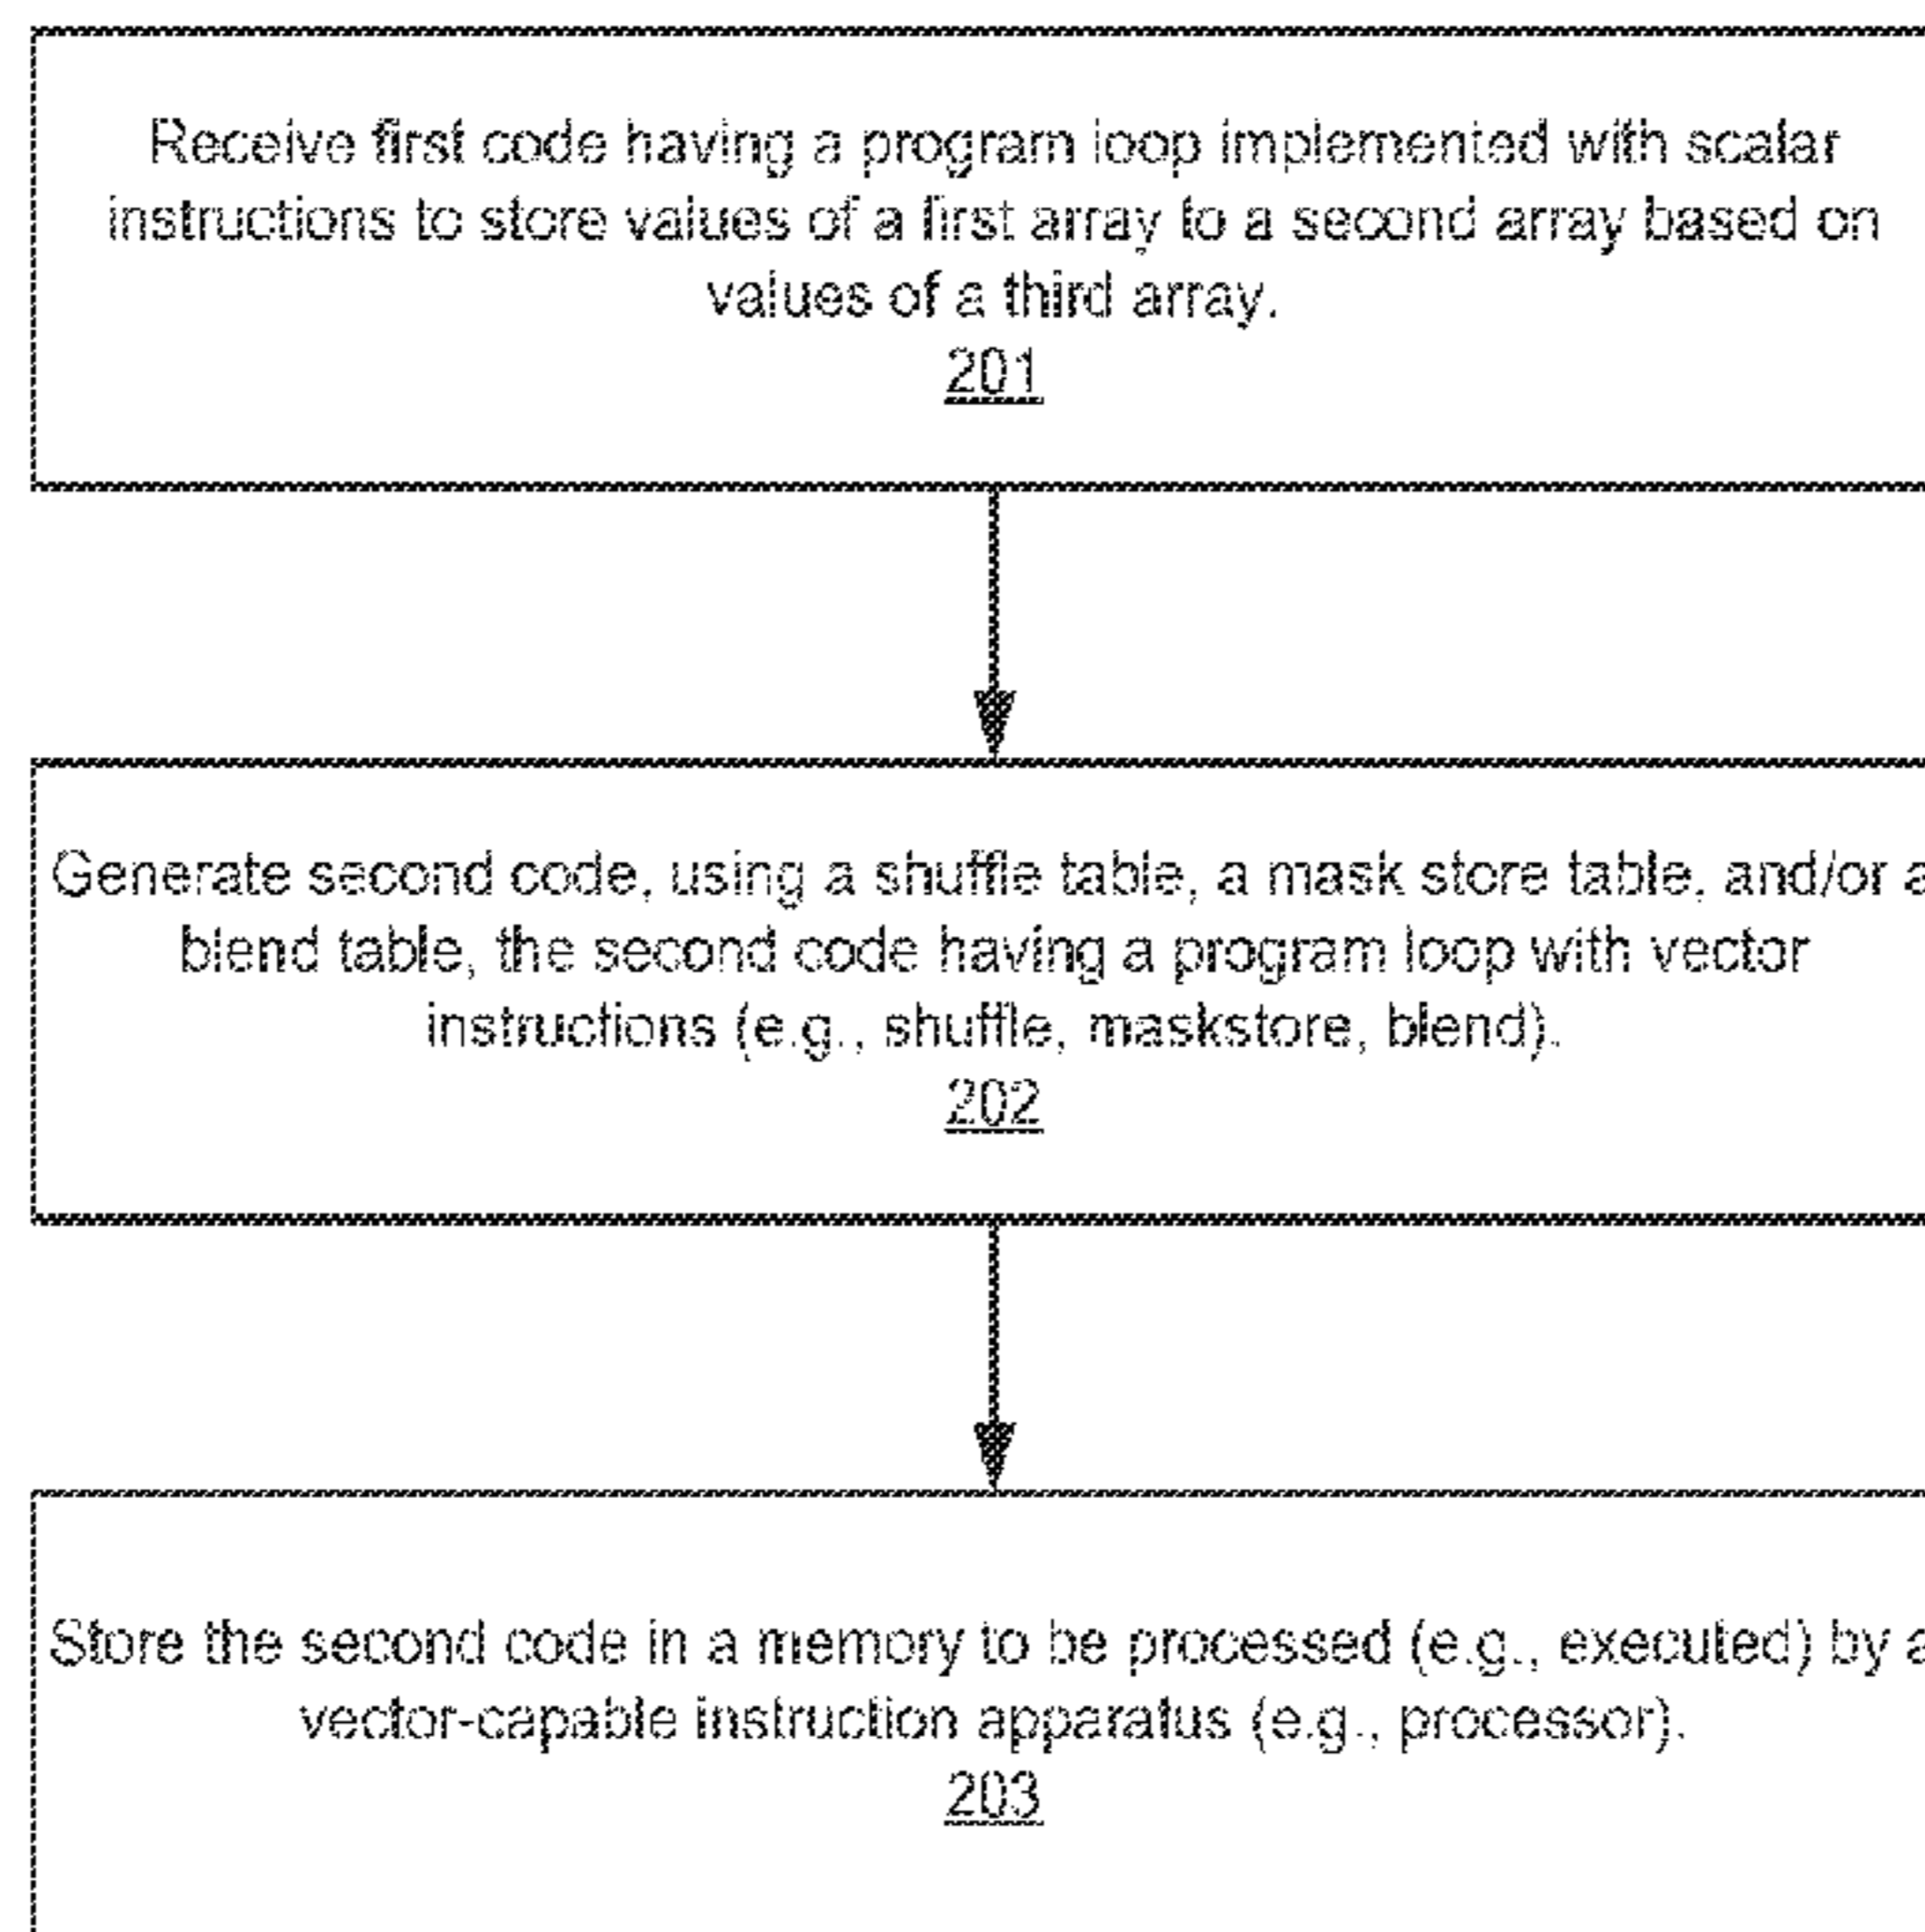 Receive first code having a program loop implemented with scalar
instructions to store values of a first array to a second array based on
values of a third array.
201
Generate second code, using a shuffle table, a mask store table, and/or a
blend table, the second code having a program loop with vector
instructions (e.g., shuffle, maskstore, blend).
202
Store the second code in a memory to be processed (e.g., executed) by a
vector-capable instruction apparatus (e.g., processor).
203